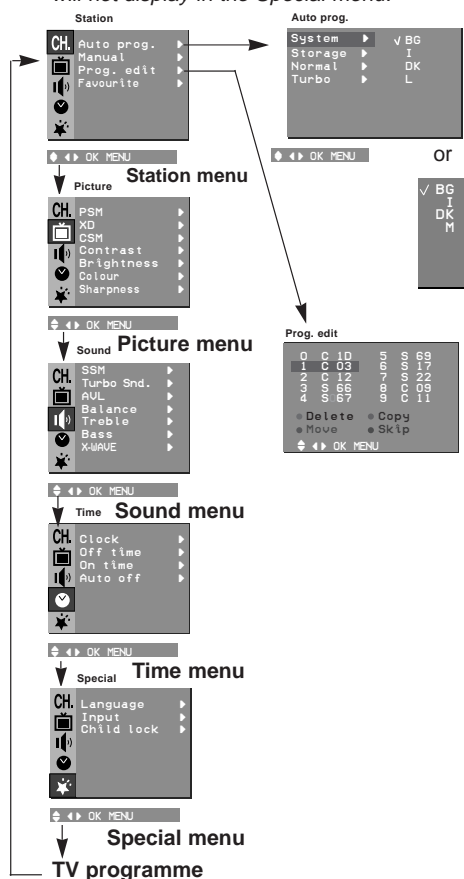 will not display in the Special menu.
Station
CH.
Auto prog.
Manual
Prog. edit
Favourite
OK MENU
Station menu
Auto prog.
System √ BG
Storage I
Normal DK
Turbo L
OK MENU
or
√ BG
I
DK
M
Picture
CH.
PSM
XD
CSM
Contrast
Brightness
Colour
Sharpness
OK MENU
Picture menu
Prog. edit
0 C 10 5 S 69
1 C 03 6 S 17
2 C 12 7 S 22
3 S 66 8 C 09
4 S 67 9 C 11
Delete Copy
Move Skip
OK MENU
Sound
CH.
SSM
Turbo Snd.
AVL
Balance
Treble
Bass
X-WAVE
OK MENU
Sound menu
Time
CH.
Clock
Off time
On time
Auto off
OK MENU
Time menu
Special
CH.
Language
Input
Child lock
OK MENU
Special menu
TV programme